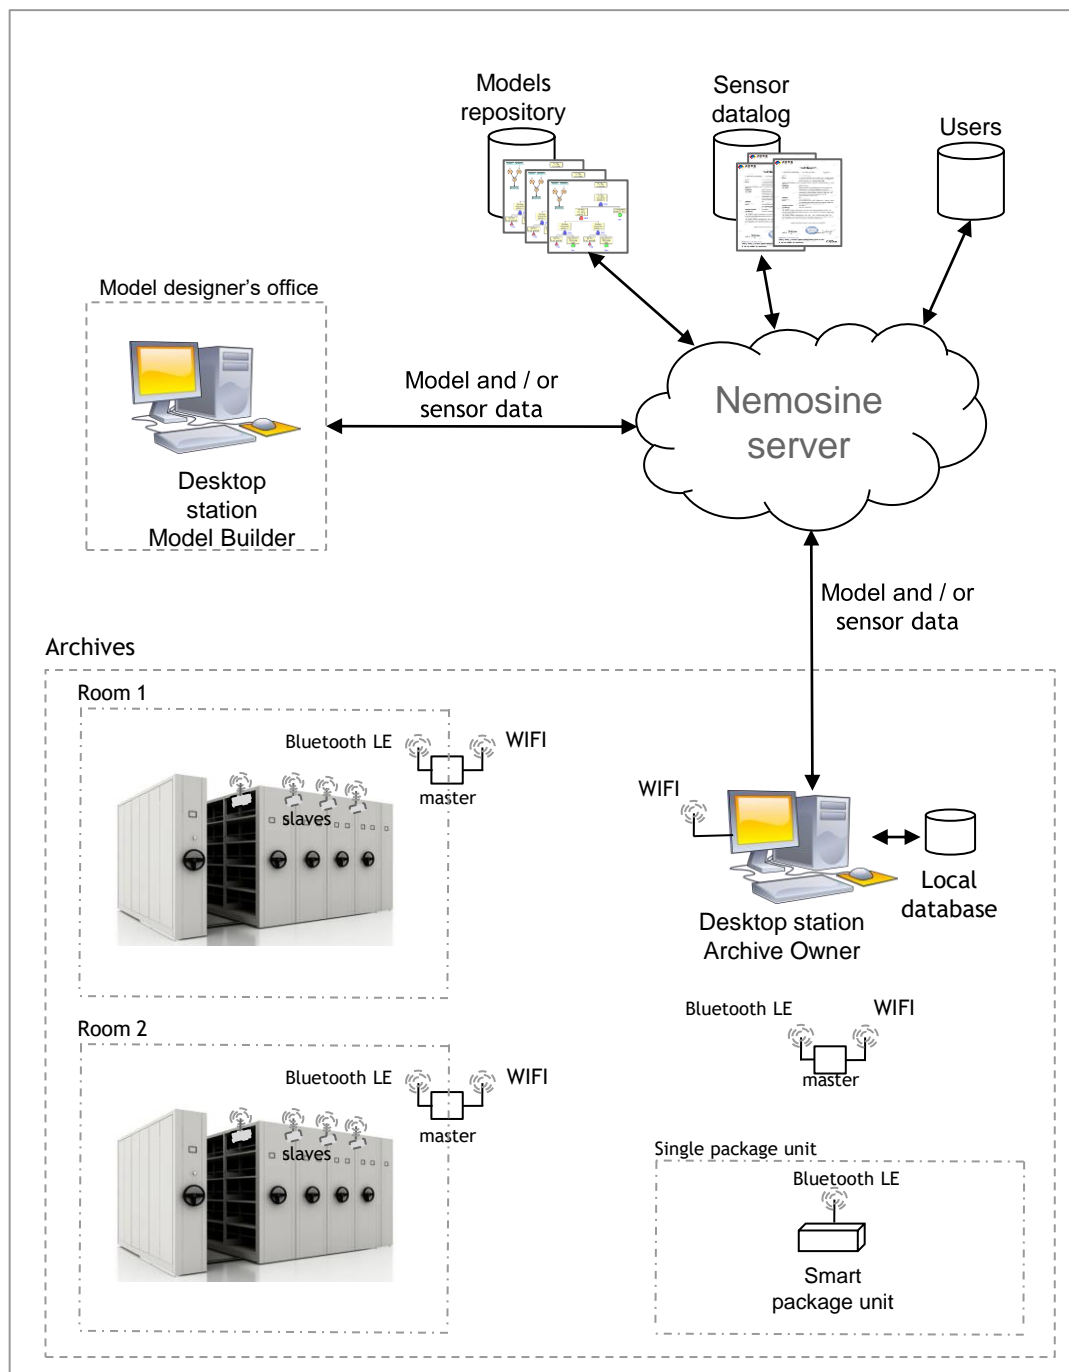 Models
repository
Sensor
datalog
Users
Model designer's office
Desktop
station
Model Builder
Model and / or
sensor data
Nemosine
server
Model and / or
sensor data
Archives
Room 1
Bluetooth LE
WIFI
master
slaves
WIFI
Desktop station
Archive Owner
Local
database
Room 2
Bluetooth LE
WIFI
master
slaves
Bluetooth LE
WIFI
master
Single package unit
Bluetooth LE
Smart
package unit